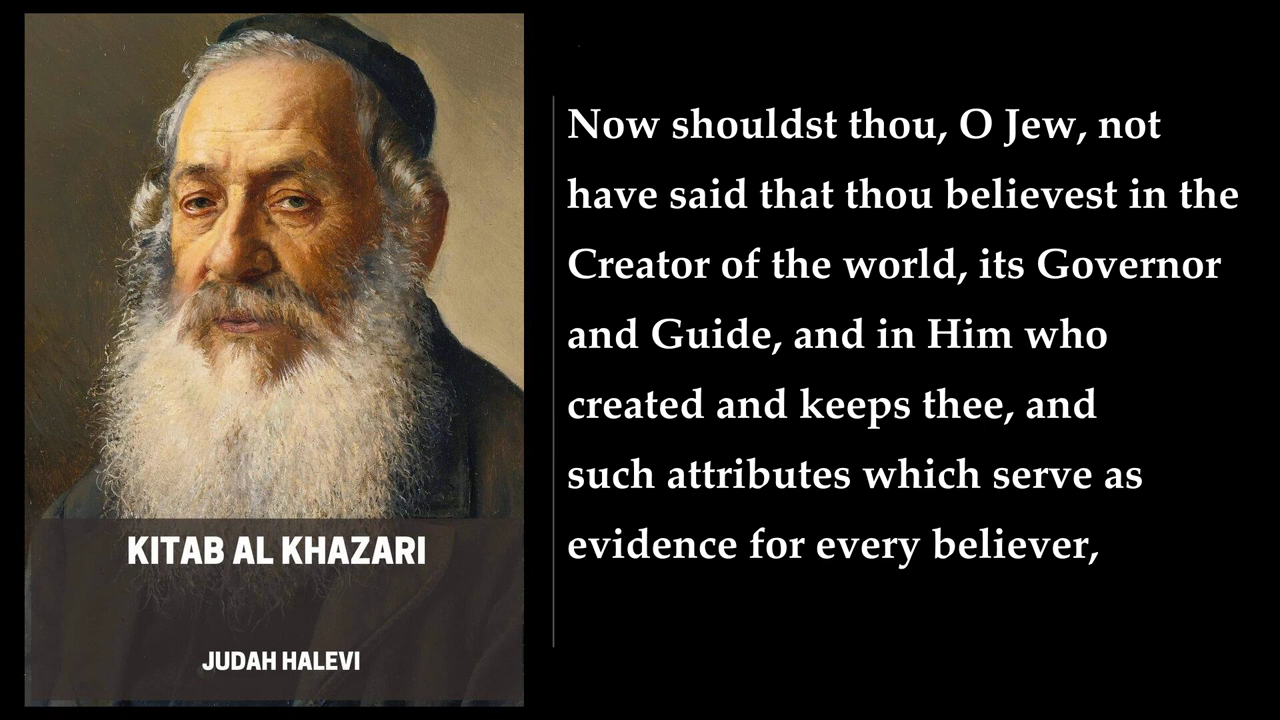 KITAB AL KHAZARI
JUDAH HALEVI
Now shouldst thou, O Jew, not
have said that thou believest in the
Creator of the world, its Governor
and Guide, and in Him who
created and keeps thee, and
such attributes which serve as
evidence for every believer,